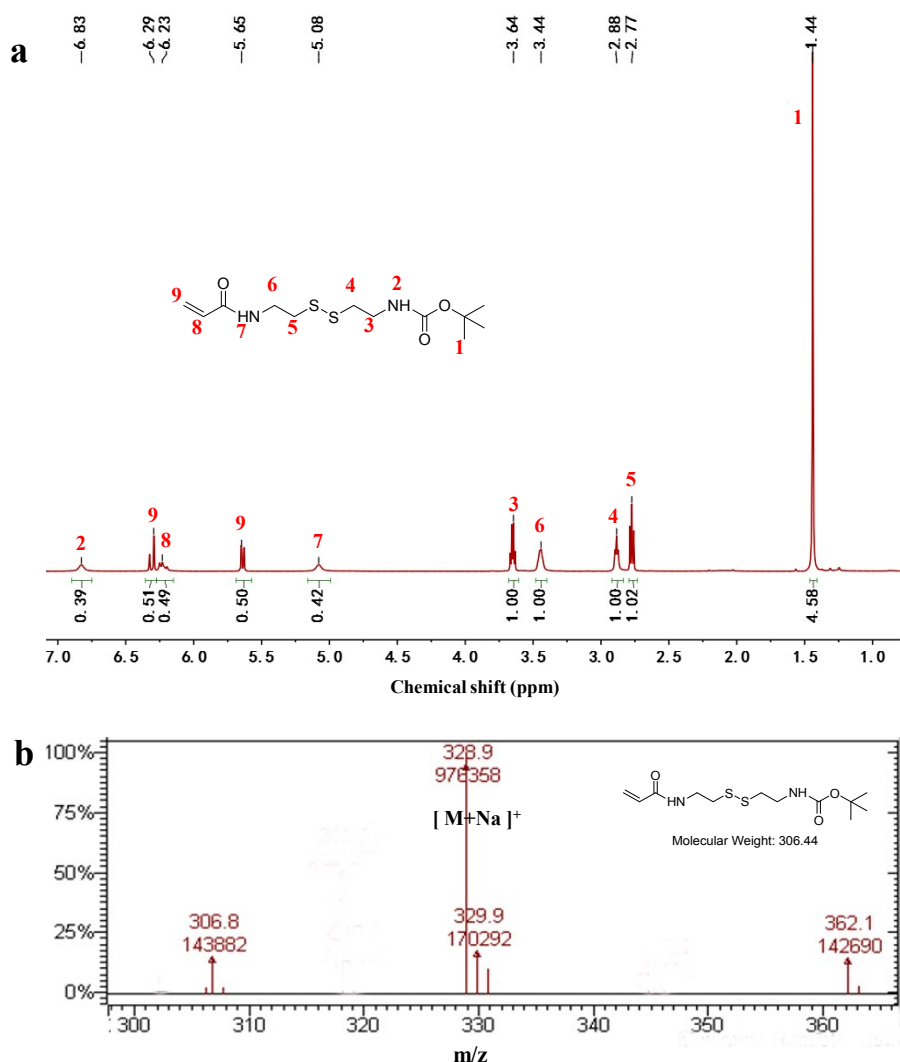 a
6.83 6.29 6.23 5.65 5.08 3.64 3.44 2.88 2.77 1.44
1
6 4 2
9 O S N H O
8 N H 7 5 S 3 O
1
5
9 9 3
2 8 7 6 4
0.39 0.51 0.49 0.50 0.42 1.00 1.00 1.00 1.02 4.58
7.0 6.5 6.0 5.5 5.0 4.5 4.0 3.5 3.0 2.5 2.0 1.5 1.0
Chemical shift (ppm)
b
100%
75%
50%
25%
0%
328.9
976358
[ M+Na ]+
O N H S S H N O O
Molecular Weight: 306.44
306.8
143882
329.9
170292
362.1
142690
300 310 320 330 340 350 360
m/z